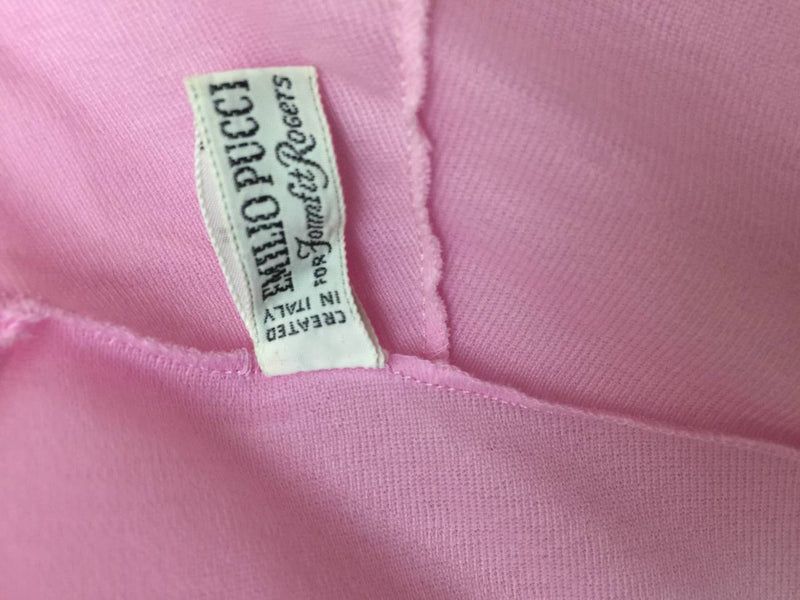 EMILIO PUCCI
FOR Formfit Rogers
CREATED
IN ITALY